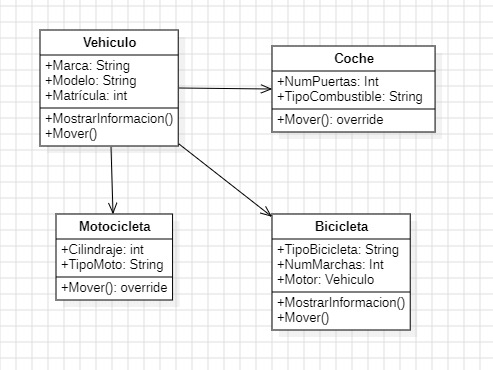 Vehiculo
+Marca: String
+Modelo: String
+Matrícula: int
+MostrarInformacion()
+Mover()
Coche
+NumPuertas: Int
+TipoCombustible: String
+Mover(): override
Motocicleta
+Cilindraje: int
+TipoMoto: String
+Mover(): override
Bicicleta
+TipoBicicleta: String
+NumMarchas: Int
+Motor: Vehiculo
+MostrarInformacion()
+Mover()